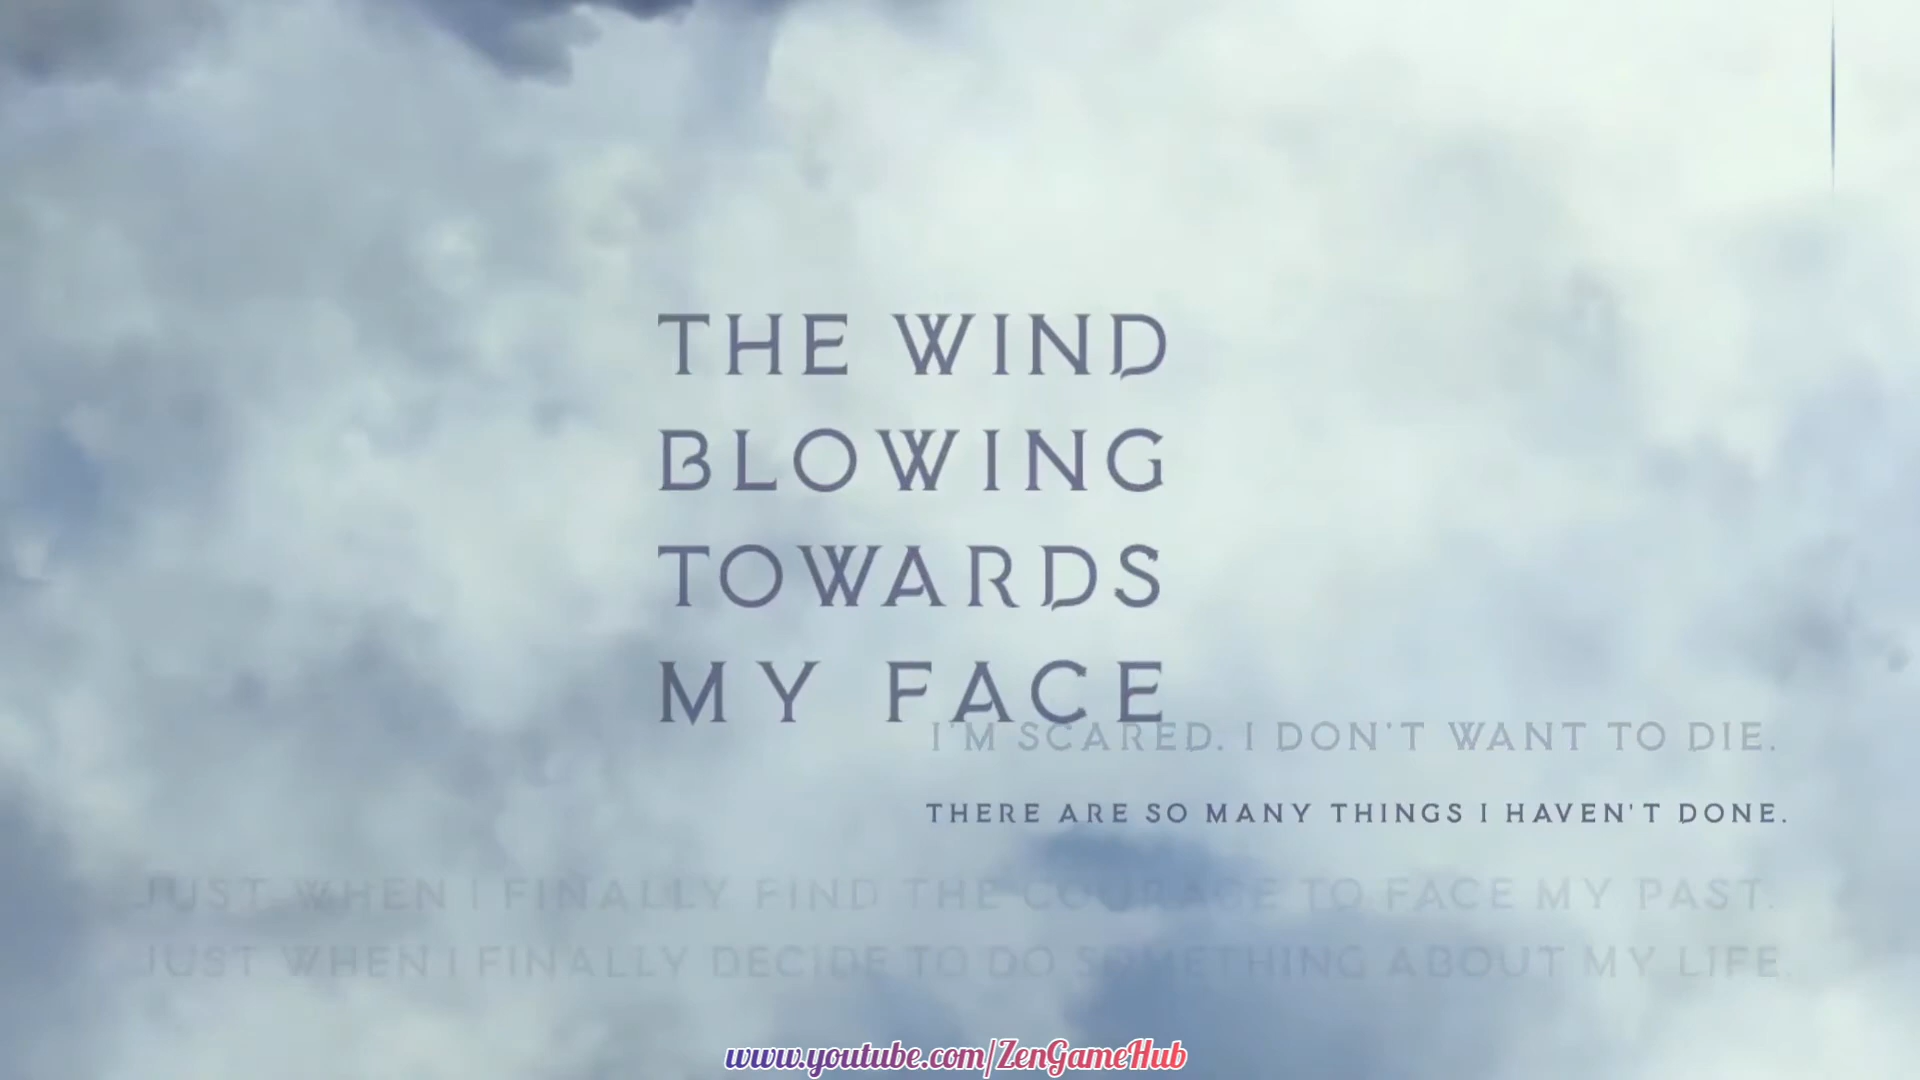 THE WIND
BLOWING
TOWARDS
MY FACE
I'M SCARED. I DON'T WANT TO DIE.
THERE ARE SO MANY THINGS I HAVEN'T DONE.
JUST WHEN I FINALLY FIND THE COURAGE TO FACE MY PAST.
JUST WHEN I FINALLY DECIDE TO DO SOMETHING ABOUT MY LIFE.
www.youtube.com/ZenGameHub